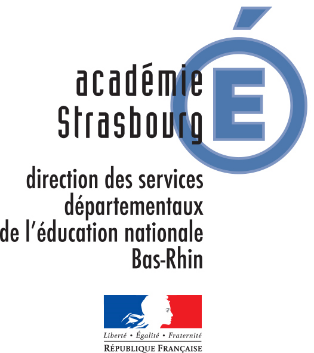 académie
Strasbourg
É
direction des services
départementaux
de l'éducation nationale
Bas-Rhin
Liberté • Égalité • Fraternité
RÉPUBLIQUE FRANÇAISE